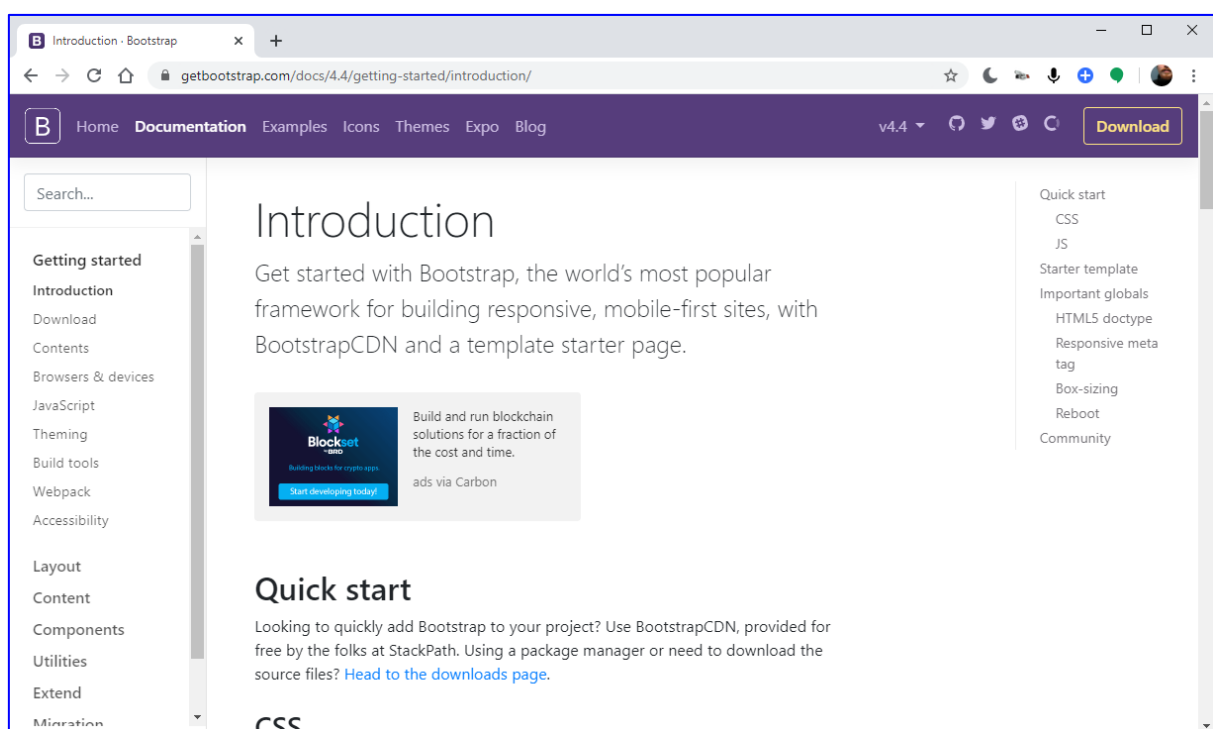 B Introduction · Bootstrap
getbootstrap.com/docs/4.4/getting-started/introduction/
B Home Documentation Examples Icons Themes Expo Blog v4.4 Download
Search...
Getting started
Introduction
Download
Contents
Browsers & devices
JavaScript
Theming
Build tools
Webpack
Accessibility
Layout
Content
Components
Utilities
Extend
Migration
Introduction
Get started with Bootstrap, the world's most popular
framework for building responsive, mobile-first sites, with
BootstrapCDN and a template starter page.
Blockset
BRD
Building blocks for crypto apps.
Start developing today!
Build and run blockchain
solutions for a fraction of
the cost and time.
ads via Carbon
Quick start
Looking to quickly add Bootstrap to your project? Use BootstrapCDN, provided for
free by the folks at StackPath. Using a package manager or need to download the
source files? Head to the downloads page.
CSS
Quick start
CSS
JS
Starter template
Important globals
HTML5 doctype
Responsive meta
tag
Box-sizing
Reboot
Community